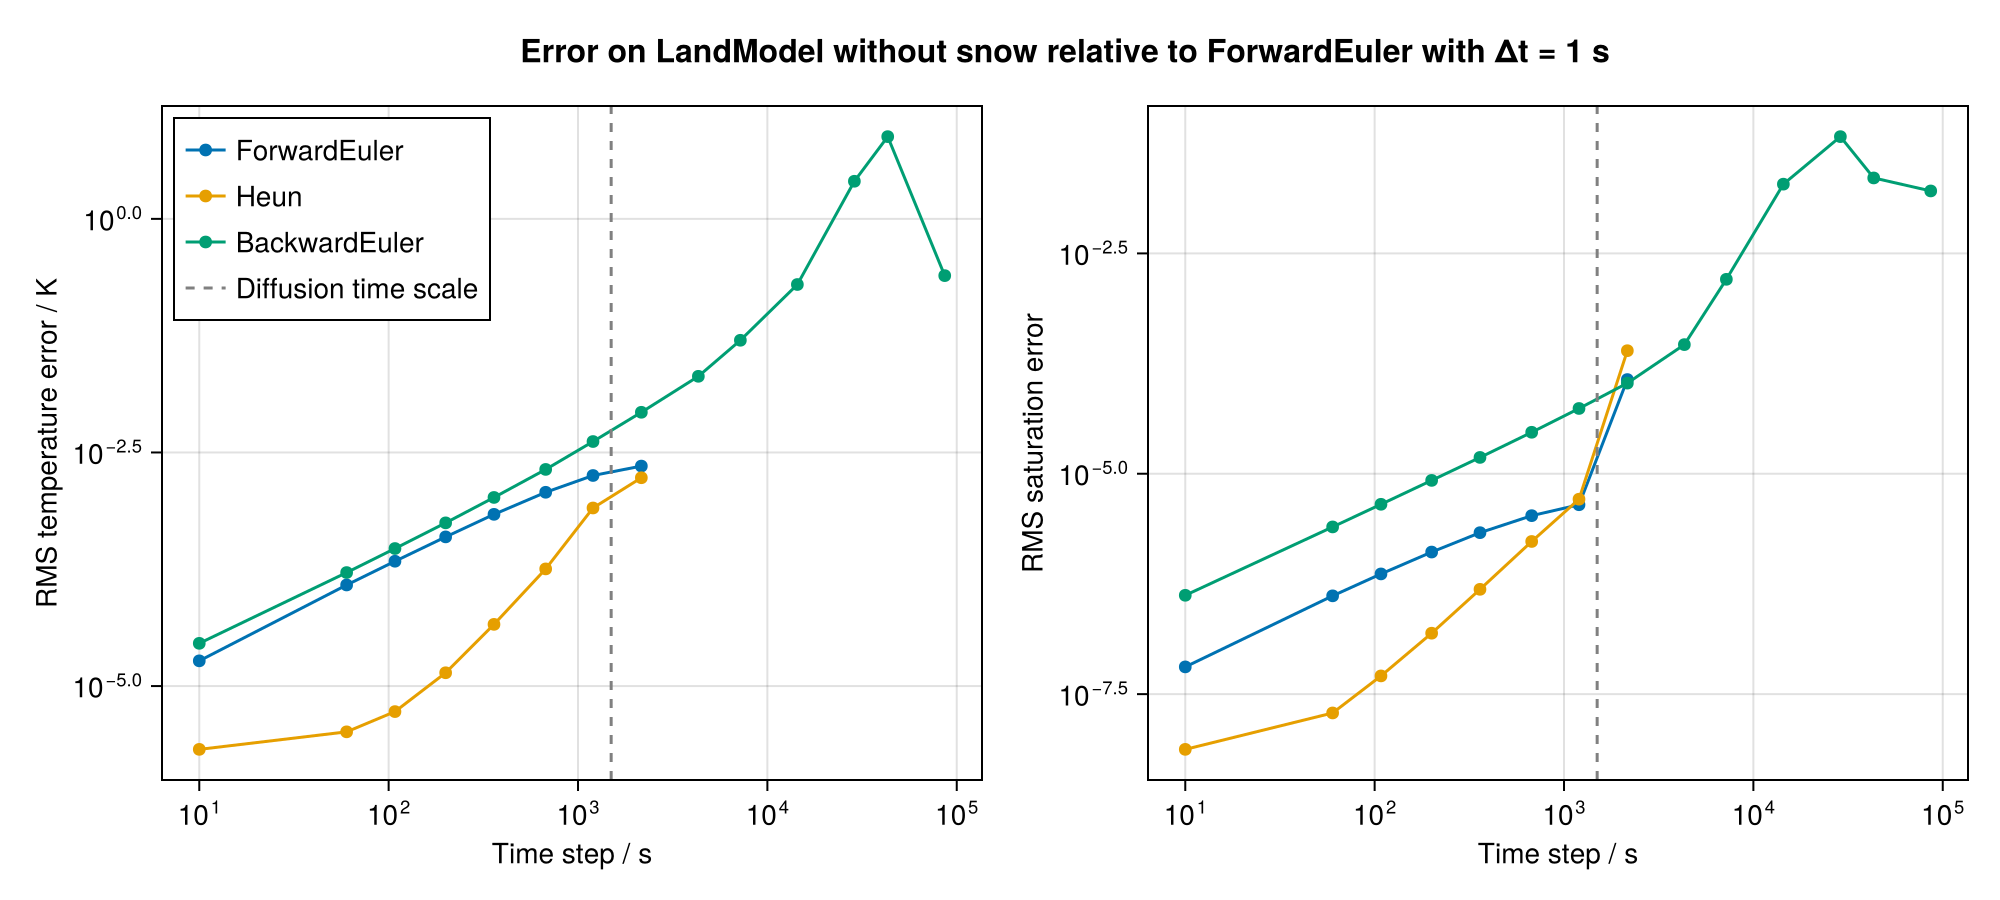 Error on LandModel without snow relative to ForwardEuler with Δt = 1 s
ForwardEuler
Heun
BackwardEuler
Diffusion time scale
RMS temperature error / K
10^0.0
10^−2.5
10^−5.0
10^1 10^2 10^3 10^4 10^5
Time step / s
RMS saturation error
10^−2.5
10^−5.0
10^−7.5
10^1 10^2 10^3 10^4 10^5
Time step / s